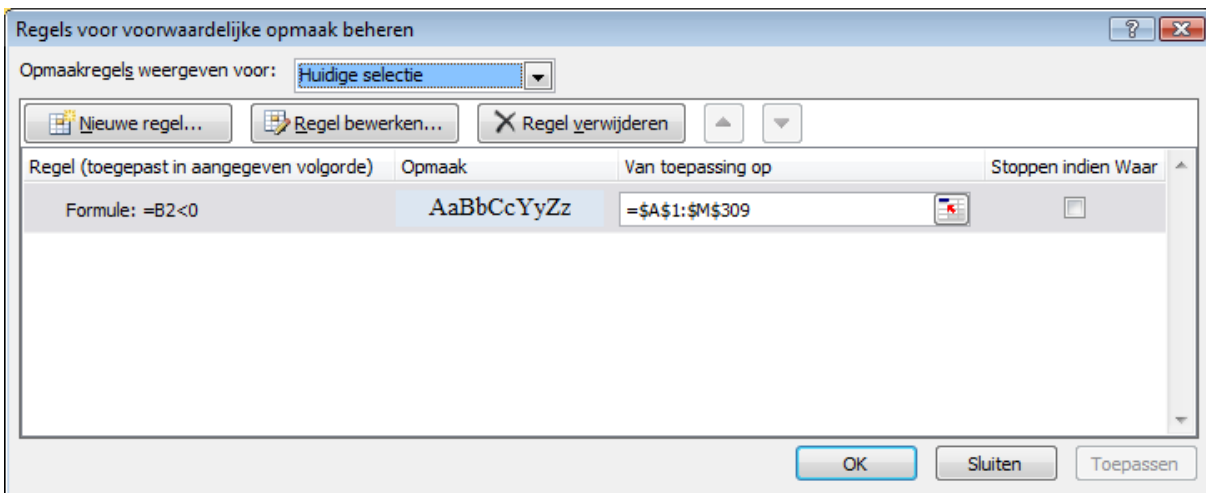 Regels voor voorwaardelijke opmaak beheren
Opmaakregels weergeven voor: Huidige selectie
Nieuwe regel... Regel bewerken... Regel verwijderen
Regel (toegepast in aangegeven volgorde) Opmaak Van toepassing op Stoppen indien Waar
Formule: =B2<0 AaBbCcYyZz =$A$1:$M$309
OK Sluiten Toepassen